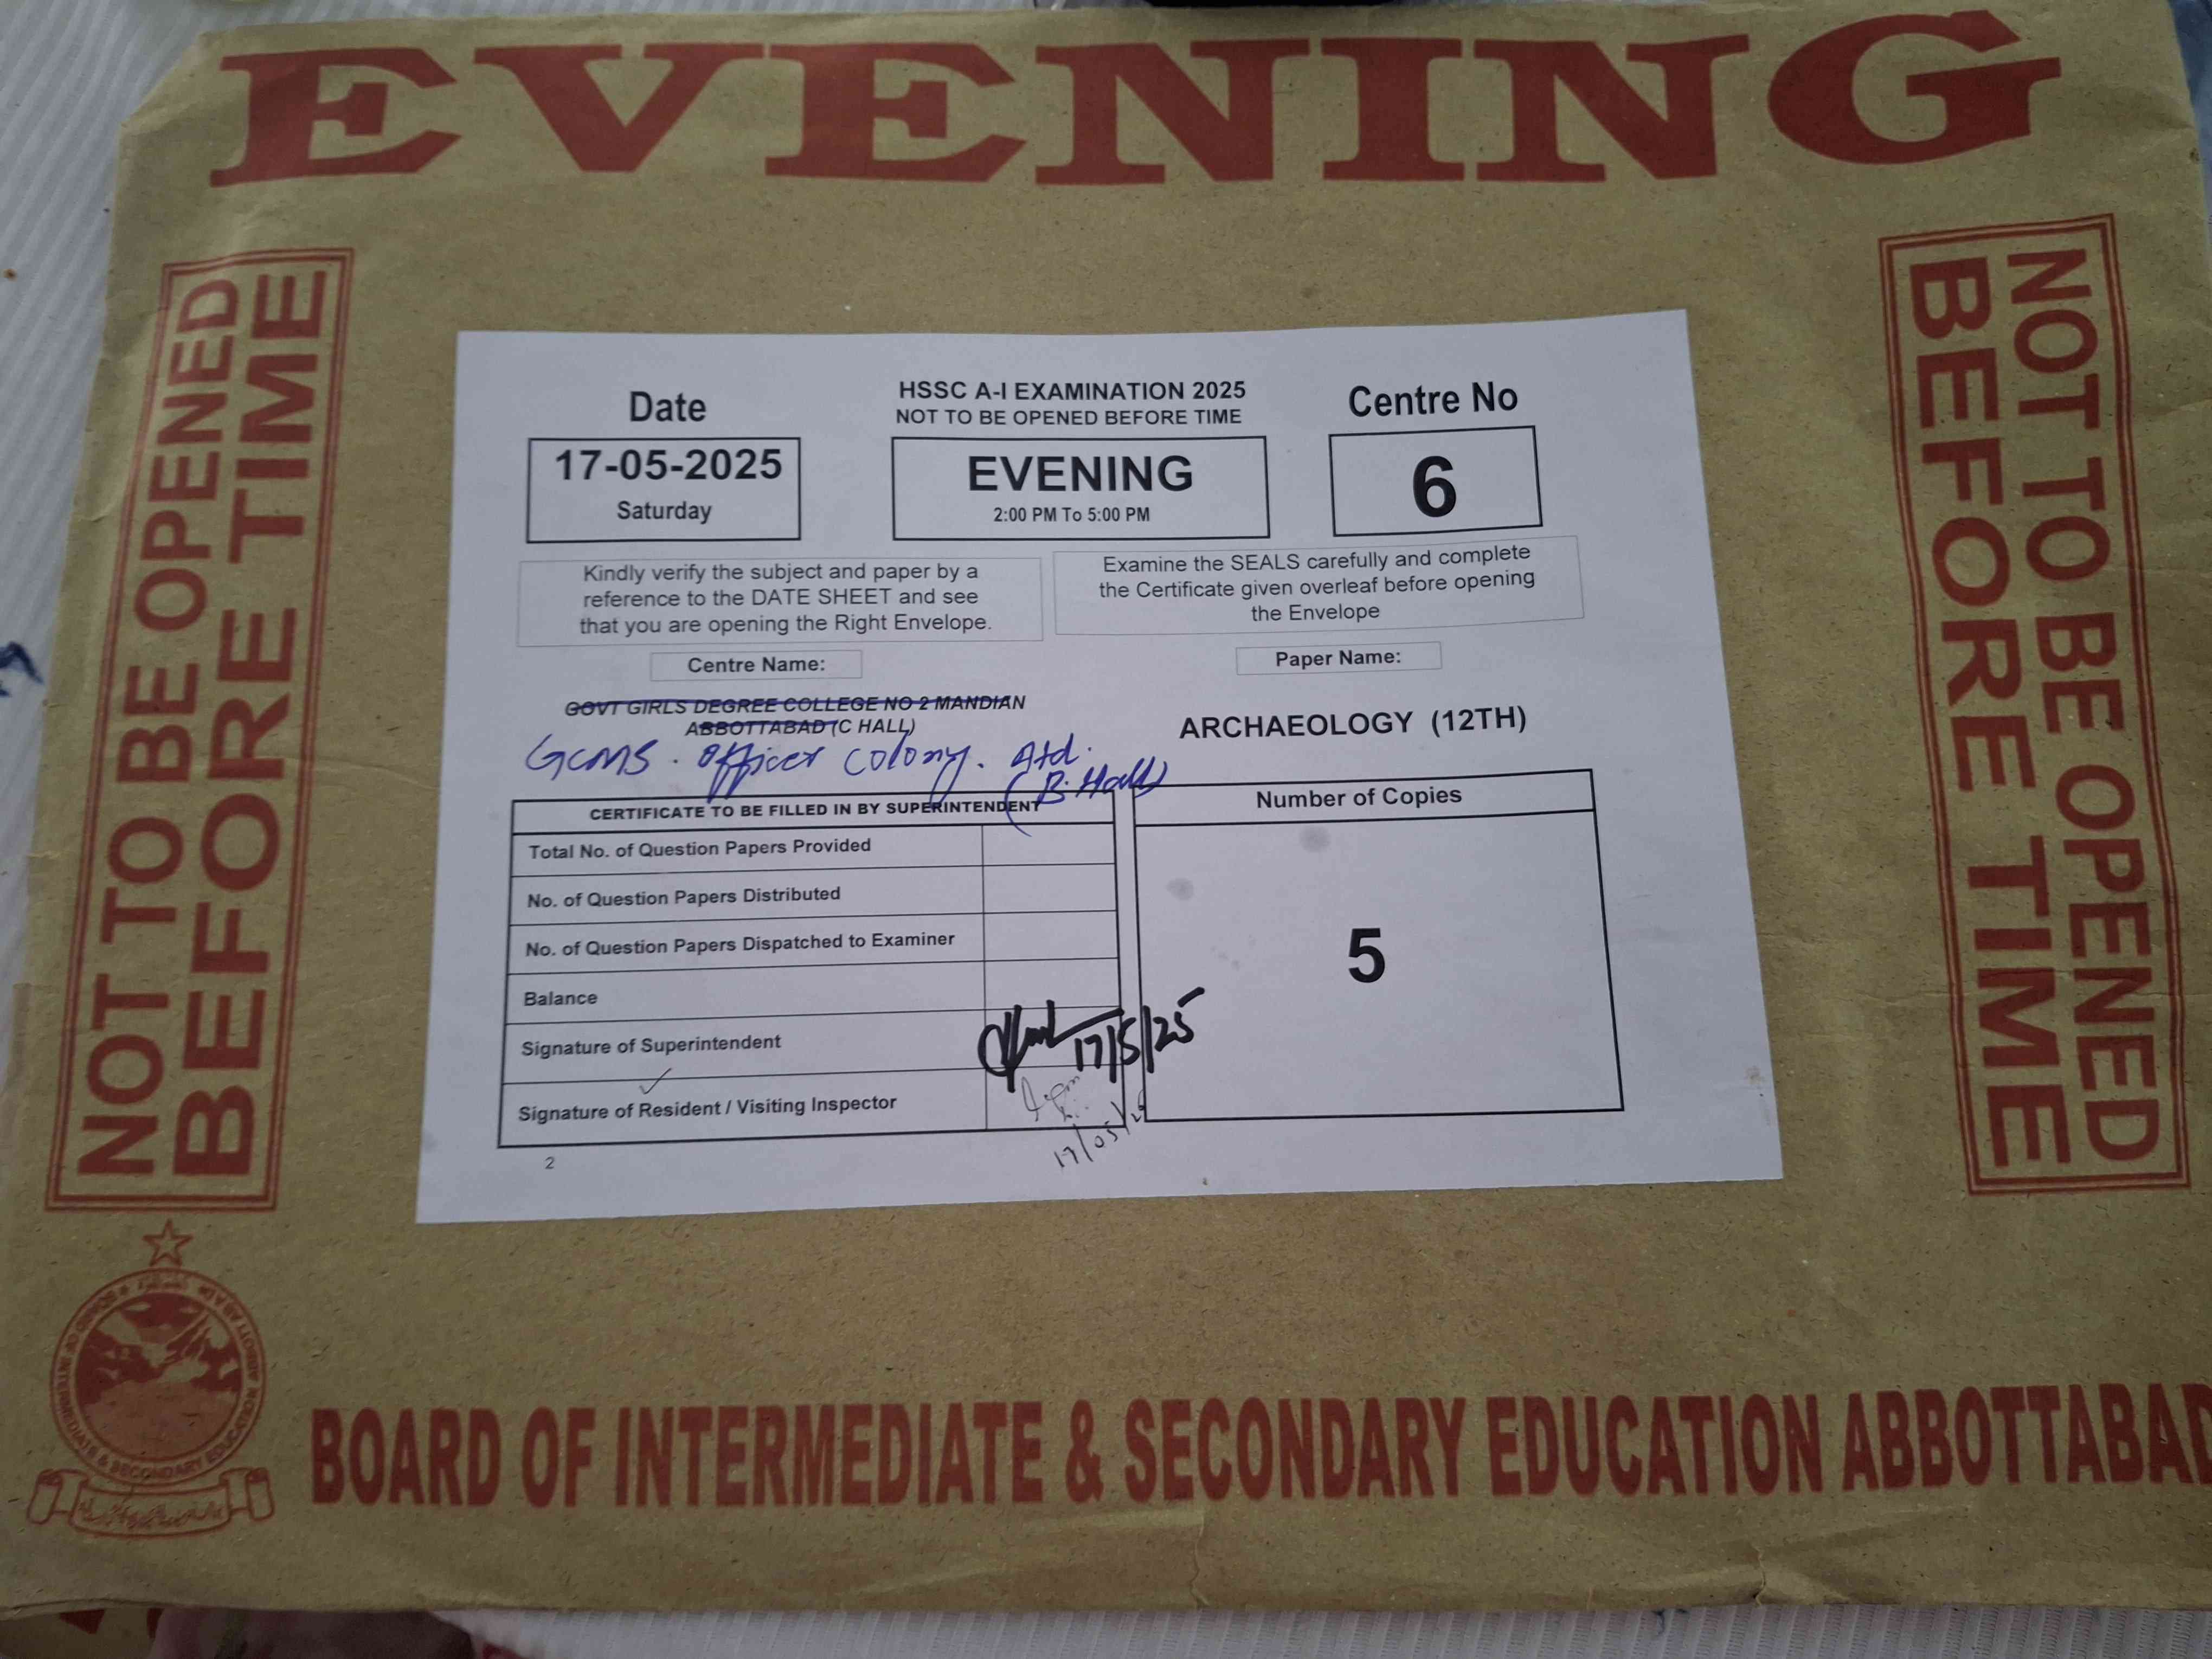 EVENING
NOT TO BE OPENED
BEFORE TIME
NOT TO BE OPENED
BEFORE TIME
Date
HSSC A-I EXAMINATION 2025
NOT TO BE OPENED BEFORE TIME
Centre No
17-05-2025
Saturday
EVENING
2:00 PM To 5:00 PM
6
Kindly verify the subject and paper by a
reference to the DATE SHEET and see
that you are opening the Right Envelope.
Examine the SEALS carefully and complete
the Certificate given overleaf before opening
the Envelope
Centre Name:
Paper Name:
GOVT GIRLS DEGREE COLLEGE NO 2 MANDIAN
ABBOTTABAD (C HALL)
GCMS. Officer Colony. Atd.
(B. Hall)
ARCHAEOLOGY (12TH)
CERTIFICATE TO BE FILLED IN BY SUPERINTENDENT
Total No. of Question Papers Provided
No. of Question Papers Distributed
No. of Question Papers Dispatched to Examiner
Balance
Signature of Superintendent
17/5/25
Signature of Resident / Visiting Inspector
17/05/2
Number of Copies
5
2
BOARD OF INTERMEDIATE & SECONDARY EDUCATION ABBOTTABAD